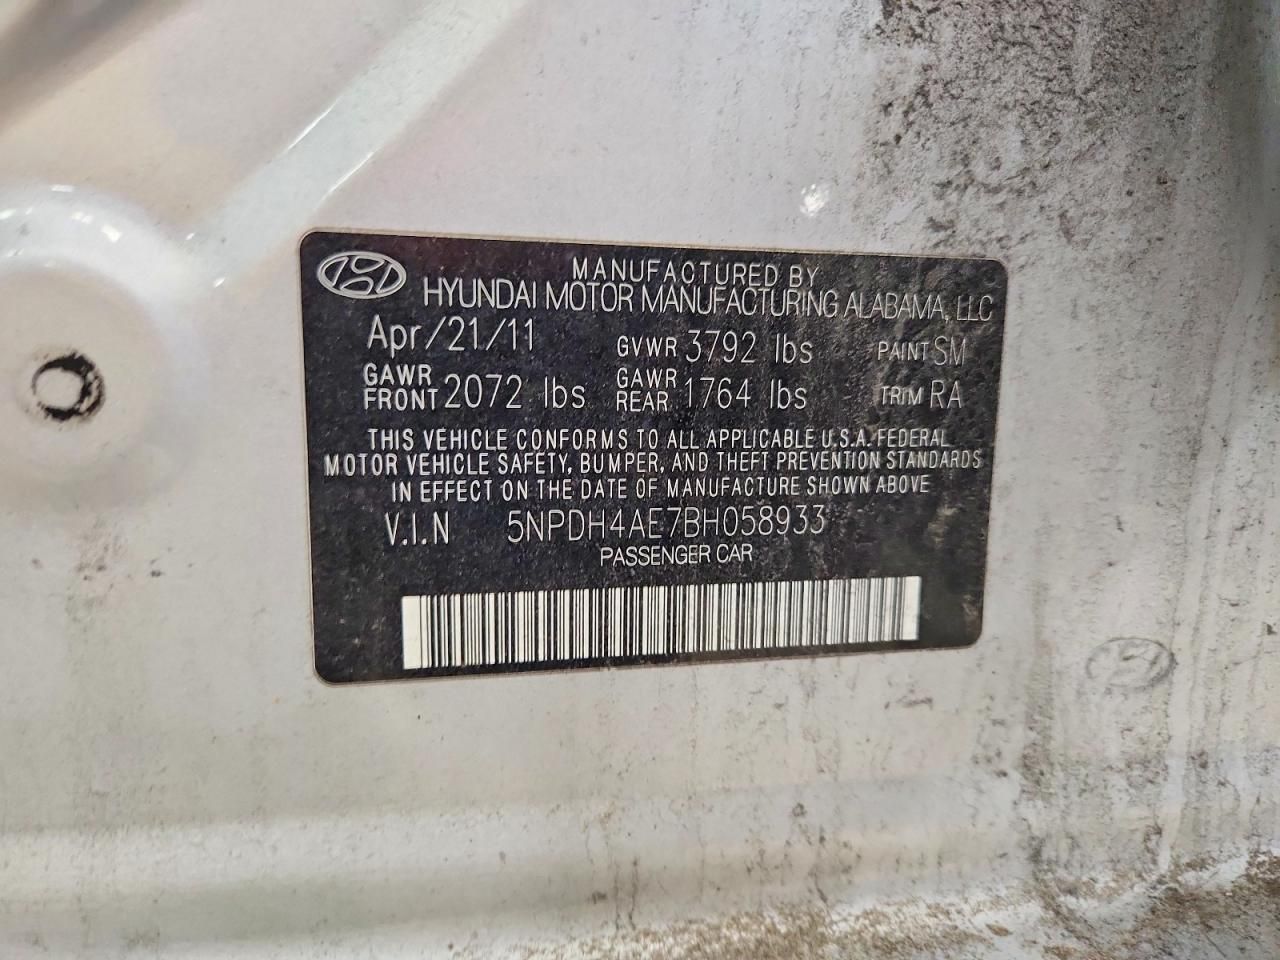 MANUFACTURED BY
HYUNDAI MOTOR MANUFACTURING ALABAMA, LLC
Apr/21/11 GVWR 3792 lbs PAINT SM
GAWR FRONT 2072 lbs GAWR REAR 1764 lbs TRIM RA
THIS VEHICLE CONFORMS TO ALL APPLICABLE U.S.A. FEDERAL
MOTOR VEHICLE SAFETY, BUMPER, AND THEFT PREVENTION STANDARDS
IN EFFECT ON THE DATE OF MANUFACTURE SHOWN ABOVE
V.I.N 5NPDH4AE7BH058933
PASSENGER CAR